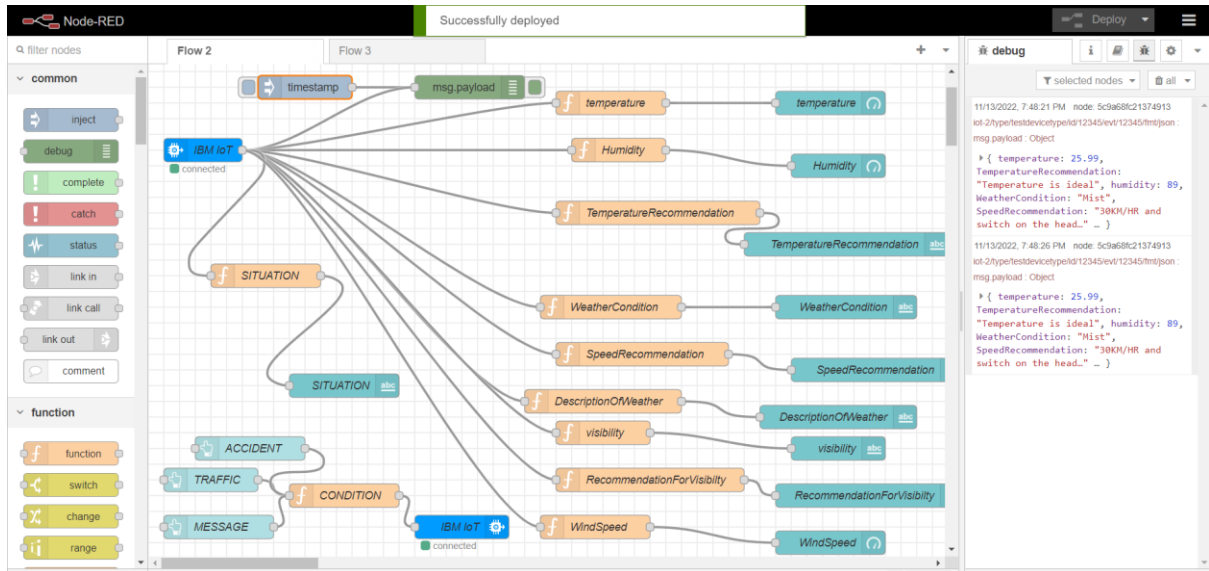 Node-RED
Successfully deployed
Deploy
filter nodes
Flow 2
Flow 3
debug
i
selected nodes
all
common
inject
debug
complete
catch
status
link in
link call
link out
comment
function
f function
switch
change
range
timestamp
msg.payload
IBM IoT
connected
f temperature
temperature
f Humidity
Humidity
f TemperatureRecommendation
TemperatureRecommendation abc
f SITUATION
SITUATION abc
f WeatherCondition
WeatherCondition abc
f SpeedRecommendation
SpeedRecommendation
f DescriptionOfWeather
DescriptionOfWeather abc
f visibility
visibility abc
f RecommendationForVisibilty
RecommendationForVisibilty
f WindSpeed
WindSpeed
ACCIDENT
TRAFFIC
MESSAGE
f CONDITION
IBM IoT
connected
11/13/2022, 7:48:21 PM node: 5c9a68fc21374913
iot-2/type/testdevicetype/id/12345/evt/12345/fmt/json :
msg.payload : Object
{ temperature: 25.99,
TemperatureRecommendation:
"Temperature is ideal", humidity: 89,
WeatherCondition: "Mist",
SpeedRecommendation: "30KM/HR and
switch on the head…" … }
11/13/2022, 7:48:26 PM node: 5c9a68fc21374913
iot-2/type/testdevicetype/id/12345/evt/12345/fmt/json :
msg.payload : Object
{ temperature: 25.99,
TemperatureRecommendation:
"Temperature is ideal", humidity: 89,
WeatherCondition: "Mist",
SpeedRecommendation: "30KM/HR and
switch on the head…" … }